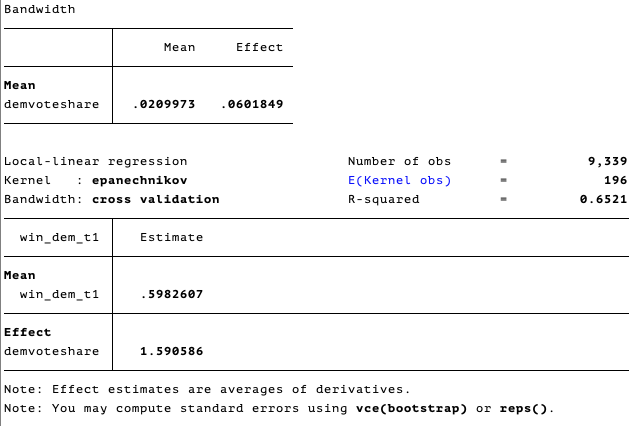 Bandwidth
Mean Effect
Mean
demvoteshare .0209973 .0601849
Local-linear regression Number of obs = 9,339
Kernel : epanechnikov E(Kernel obs) = 196
Bandwidth: cross validation R-squared = 0.6521
win_dem_t1 Estimate
Mean
win_dem_t1 .5982607
Effect
demvoteshare 1.590586
Note: Effect estimates are averages of derivatives.
Note: You may compute standard errors using vce(bootstrap) or reps().